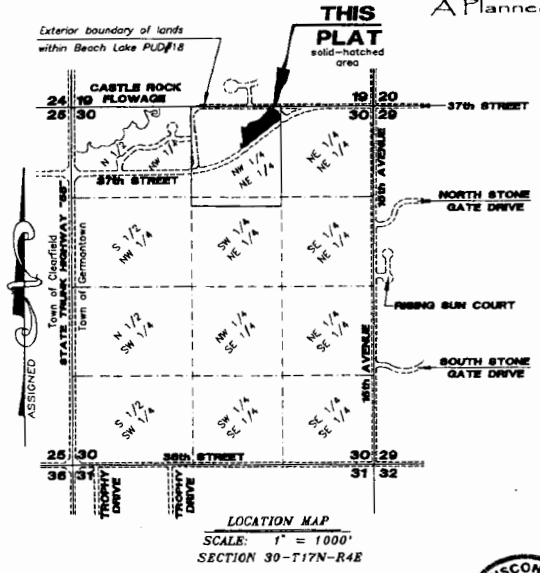 THIS
PLAT
solid-hatched
area
A Planned
Exterior boundary of lands
within Beach Lake PUD#18
24 19
25 30
CASTLE ROCK
FLOWAGE
19 20
30 29
37th STREET
N 1/2
NW 1/4
37th STREET
NW 1/4
NE 1/4
NE 1/4
NE 1/4
16th AVENUE
NORTH STONE
GATE DRIVE
S 1/2
NW 1/4
SW 1/4
NE 1/4
SE 1/4
NE 1/4
RISING SUN COURT
Town of Clearfield
STATE TRUNK HIGHWAY "58"
Town of Germantown
ASSIGNED
N 1/2
SW 1/4
NW 1/4
SE 1/4
NE 1/4
SE 1/4
16th AVENUE
SOUTH STONE
GATE DRIVE
S 1/2
SW 1/4
SW 1/4
SE 1/4
SE 1/4
SE 1/4
25 30
36 31
36th STREET
30 29
31 32
TROPHY
DRIVE
TROPHY
DRIVE
LOCATION MAP
SCALE: 1" = 1000'
SECTION 30-T17N-R4E
ISCON